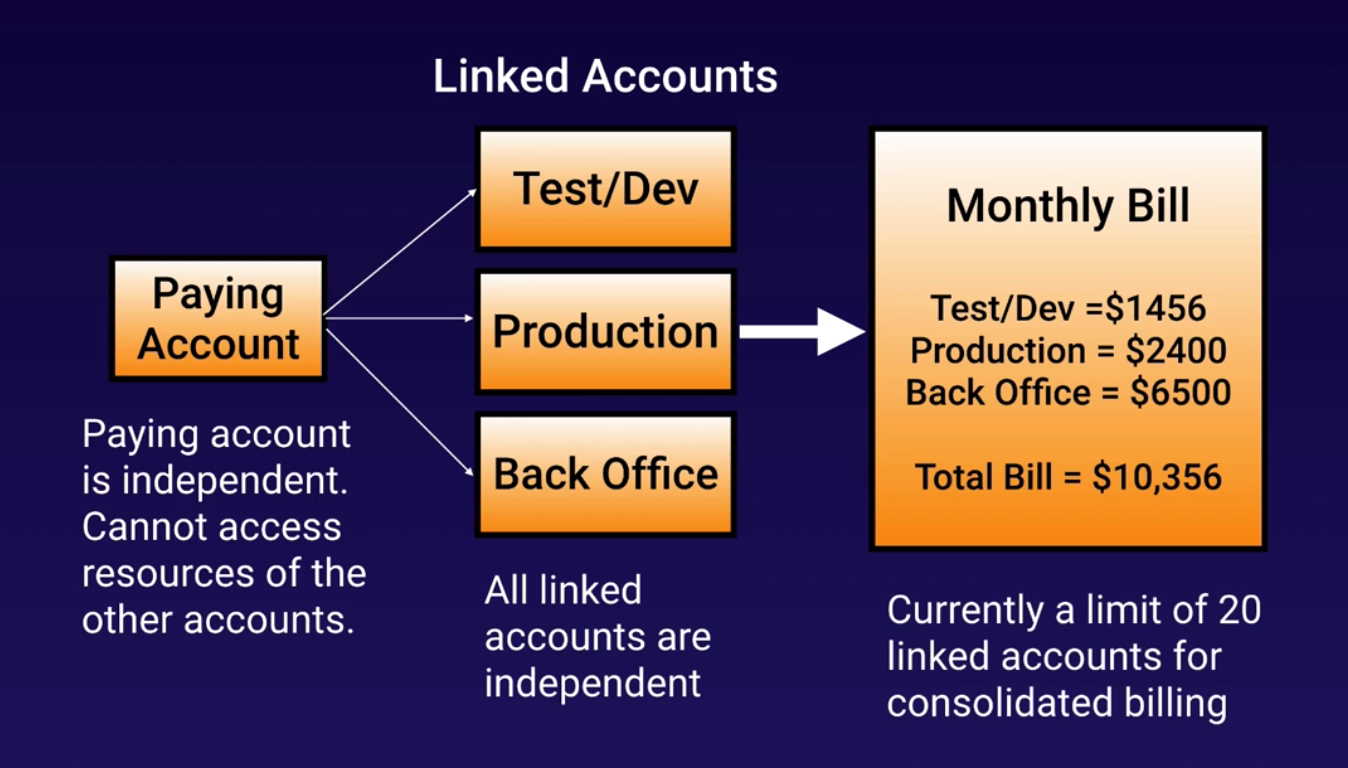 Linked Accounts
Paying
Account
Paying account
is independent.
Cannot access
resources of the
other accounts.
Test/Dev
Production
Back Office
All linked
accounts are
independent
Monthly Bill
Test/Dev =$1456
Production = $2400
Back Office = $6500
Total Bill = $10,356
Currently a limit of 20
linked accounts for
consolidated billing